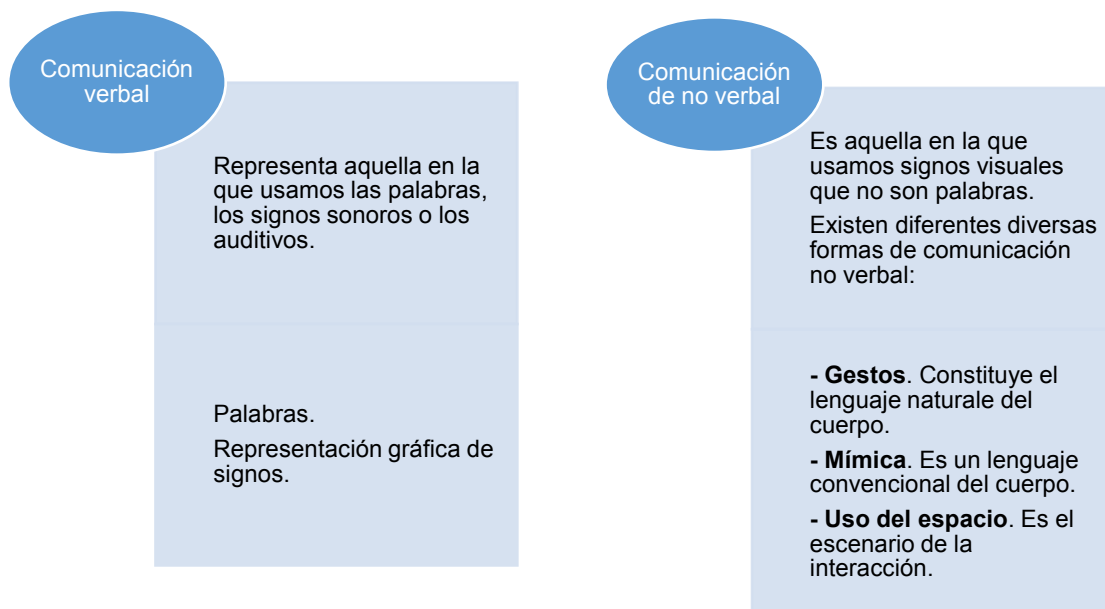 Comunicación
verbal
Representa aquella en la
que usamos las palabras,
los signos sonoros o los
auditivos.
Palabras.
Representación gráfica de
signos.
Comunicación
de no verbal
Es aquella en la que
usamos signos visuales
que no son palabras.
Existen diferentes diversas
formas de comunicación
no verbal:
- Gestos. Constituye el
lenguaje naturale del
cuerpo.
- Mímica. Es un lenguaje
convencional del cuerpo.
- Uso del espacio. Es el
escenario de la
interacción.